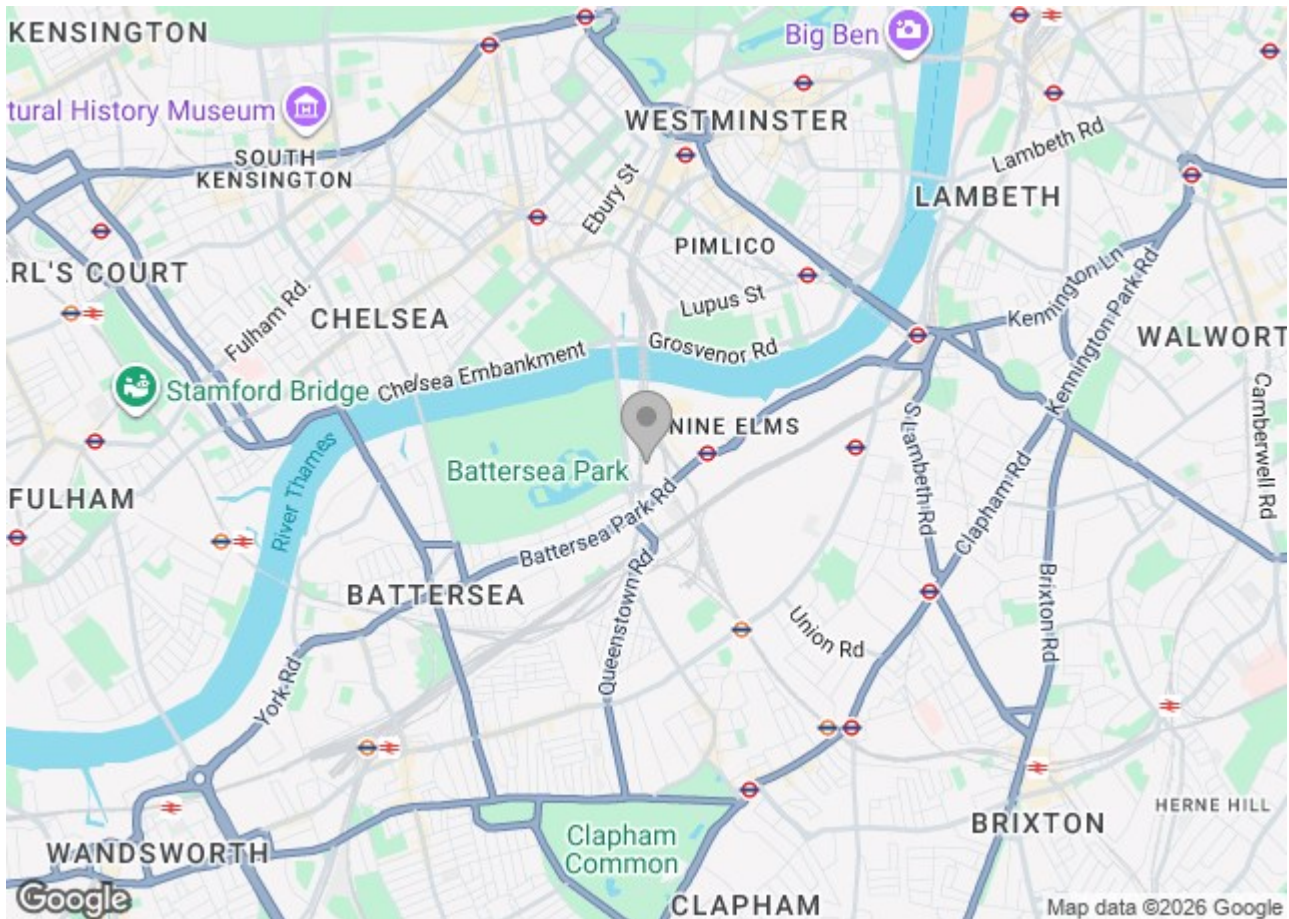 KENSINGTON
Big Ben
tural History Museum
WESTMINSTER
Lambeth Rd
SOUTH
KENSINGTON
Ebury St
LAMBETH
PIMLICO
RL'S COURT
Kennington Ln
Lupus St
Fulham Rd.
CHELSEA
Kennington Park Rd
Grosvenor Rd
WALWORT
Chelsea Embankment
Stamford Bridge
Camberwell Rd
NINE ELMS
S Lambeth Rd
Battersea Park
FULHAM
River Thames
Clapham Rd
Battersea Park Rd
BATTERSEA
Queenstown Rd
Union Rd
Brixton Rd
York Rd
HERNE HILL
BRIXTON
Clapham
Common
WANDSWORTH
CLAPHAM
Google
Map data ©2026 Google